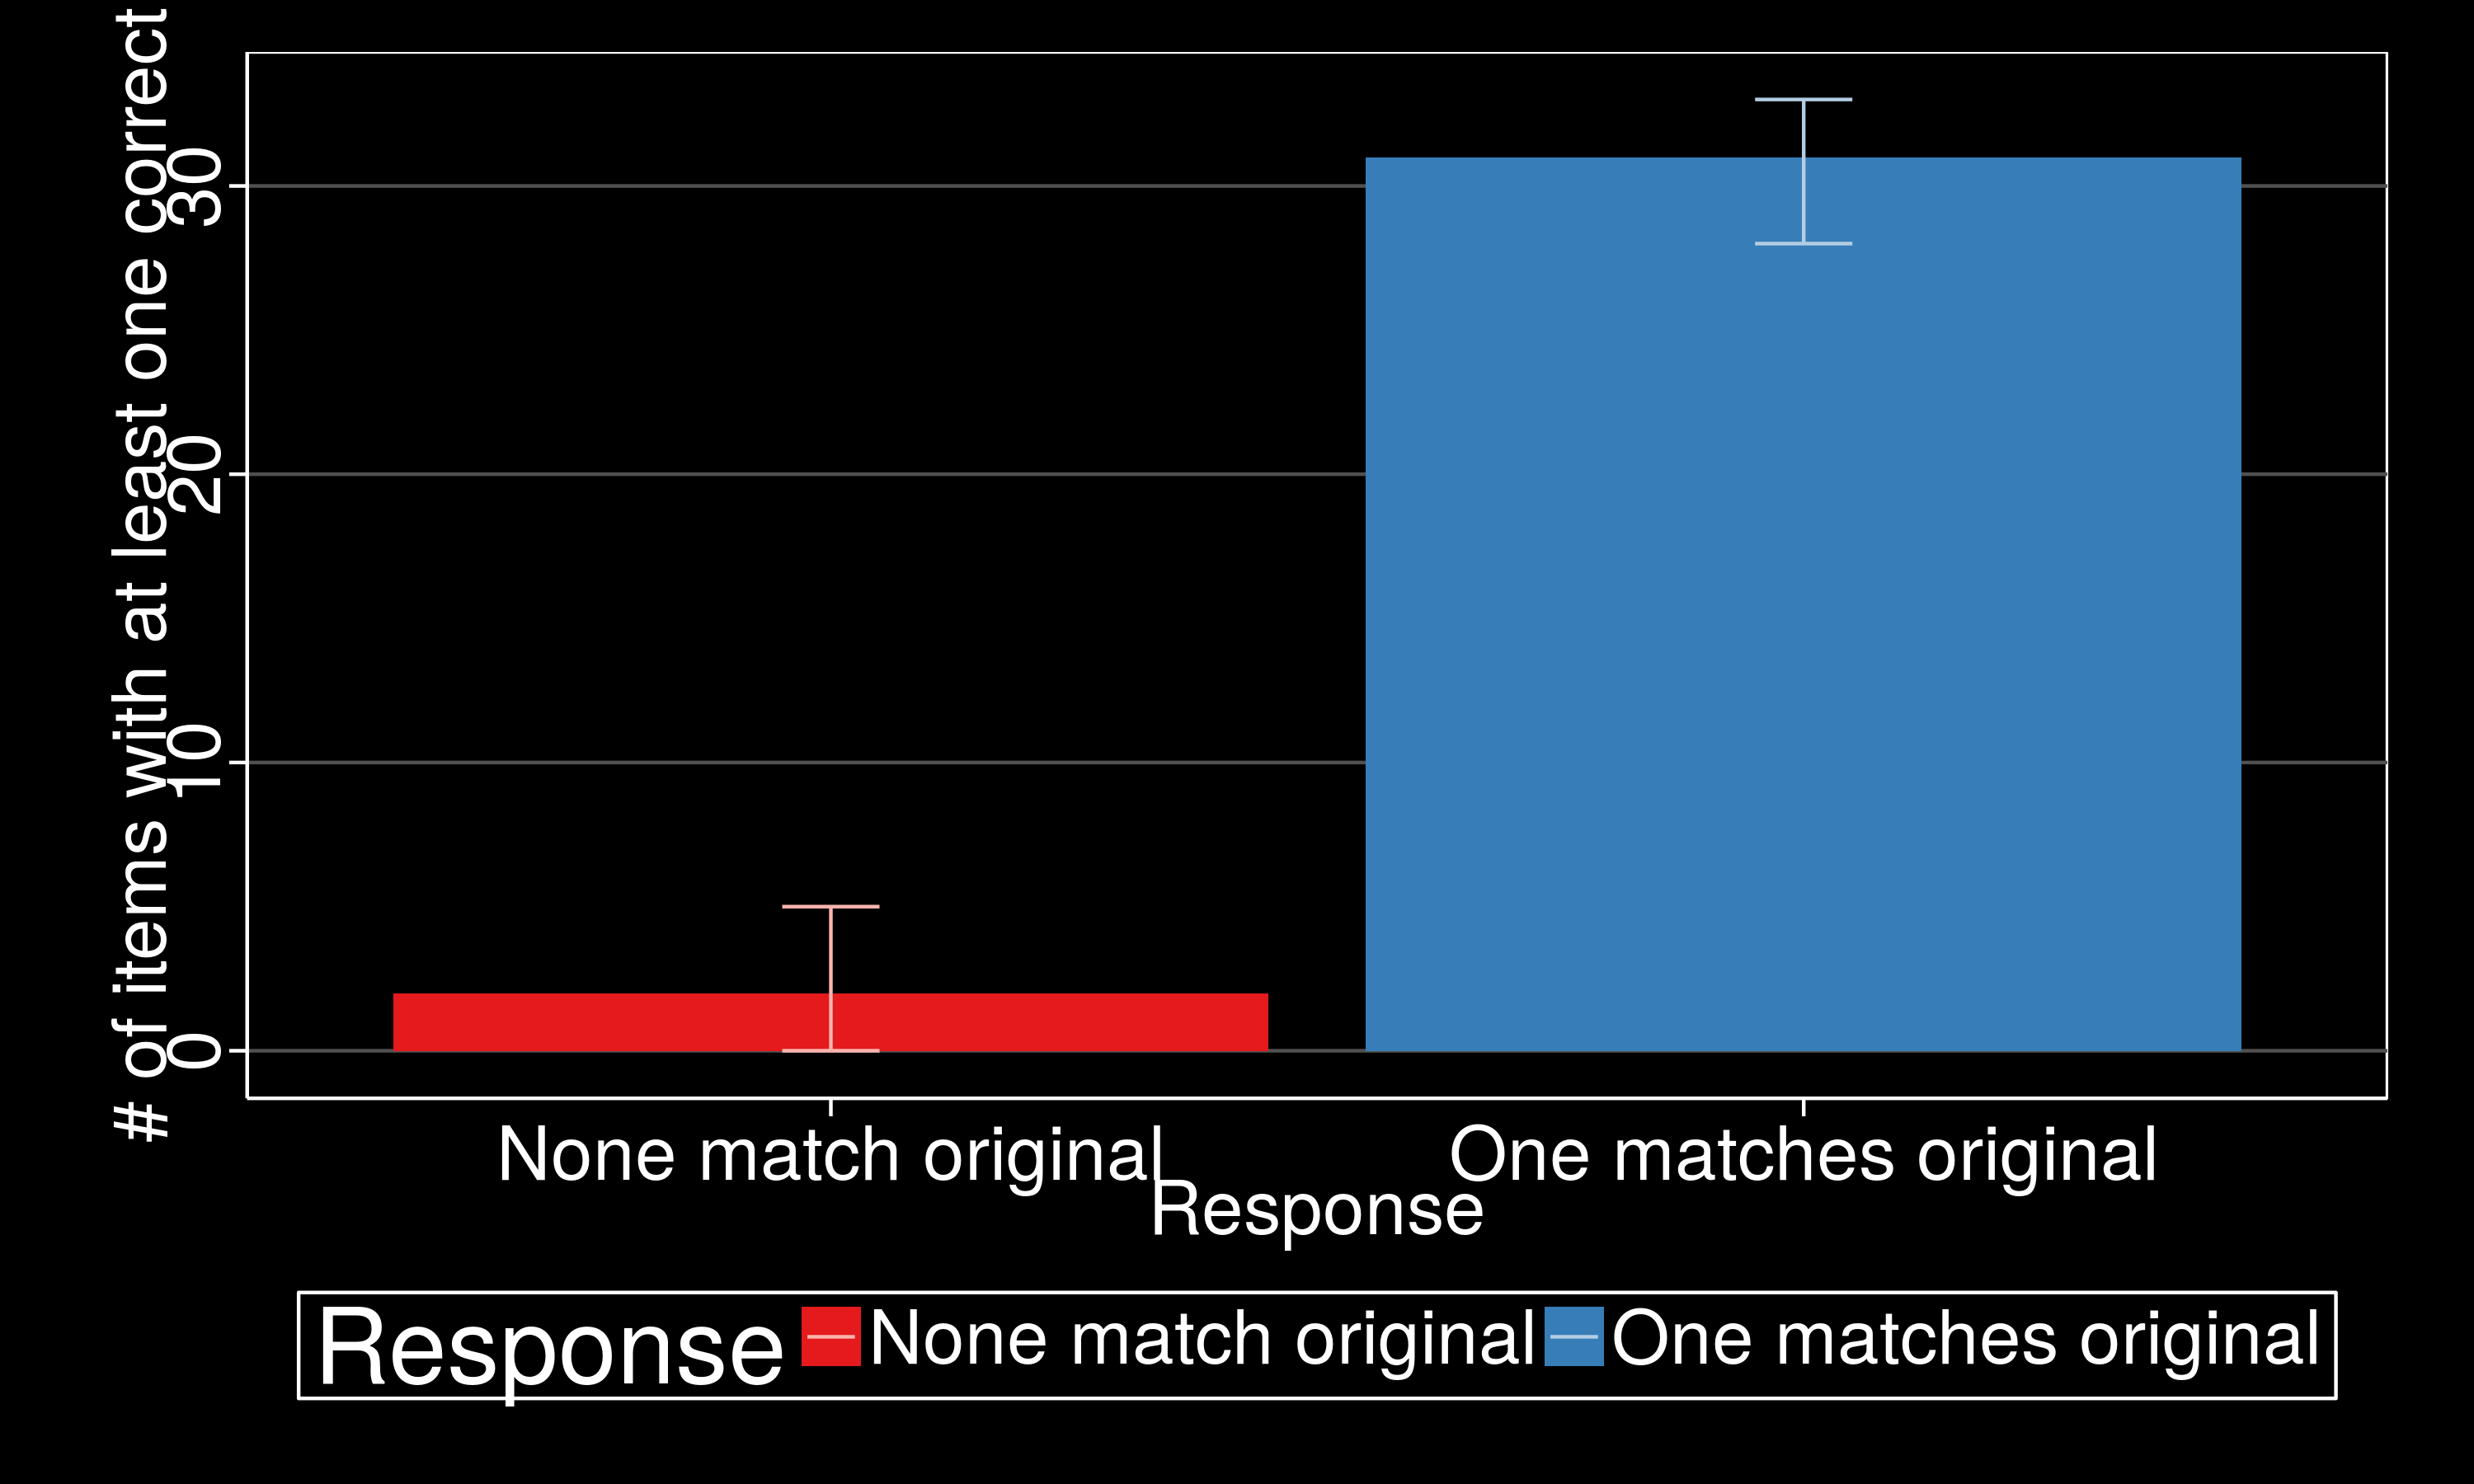 # of items with at least one correct
30
20
10
0
None match original
One matches original
Response
Response None match original One matches original